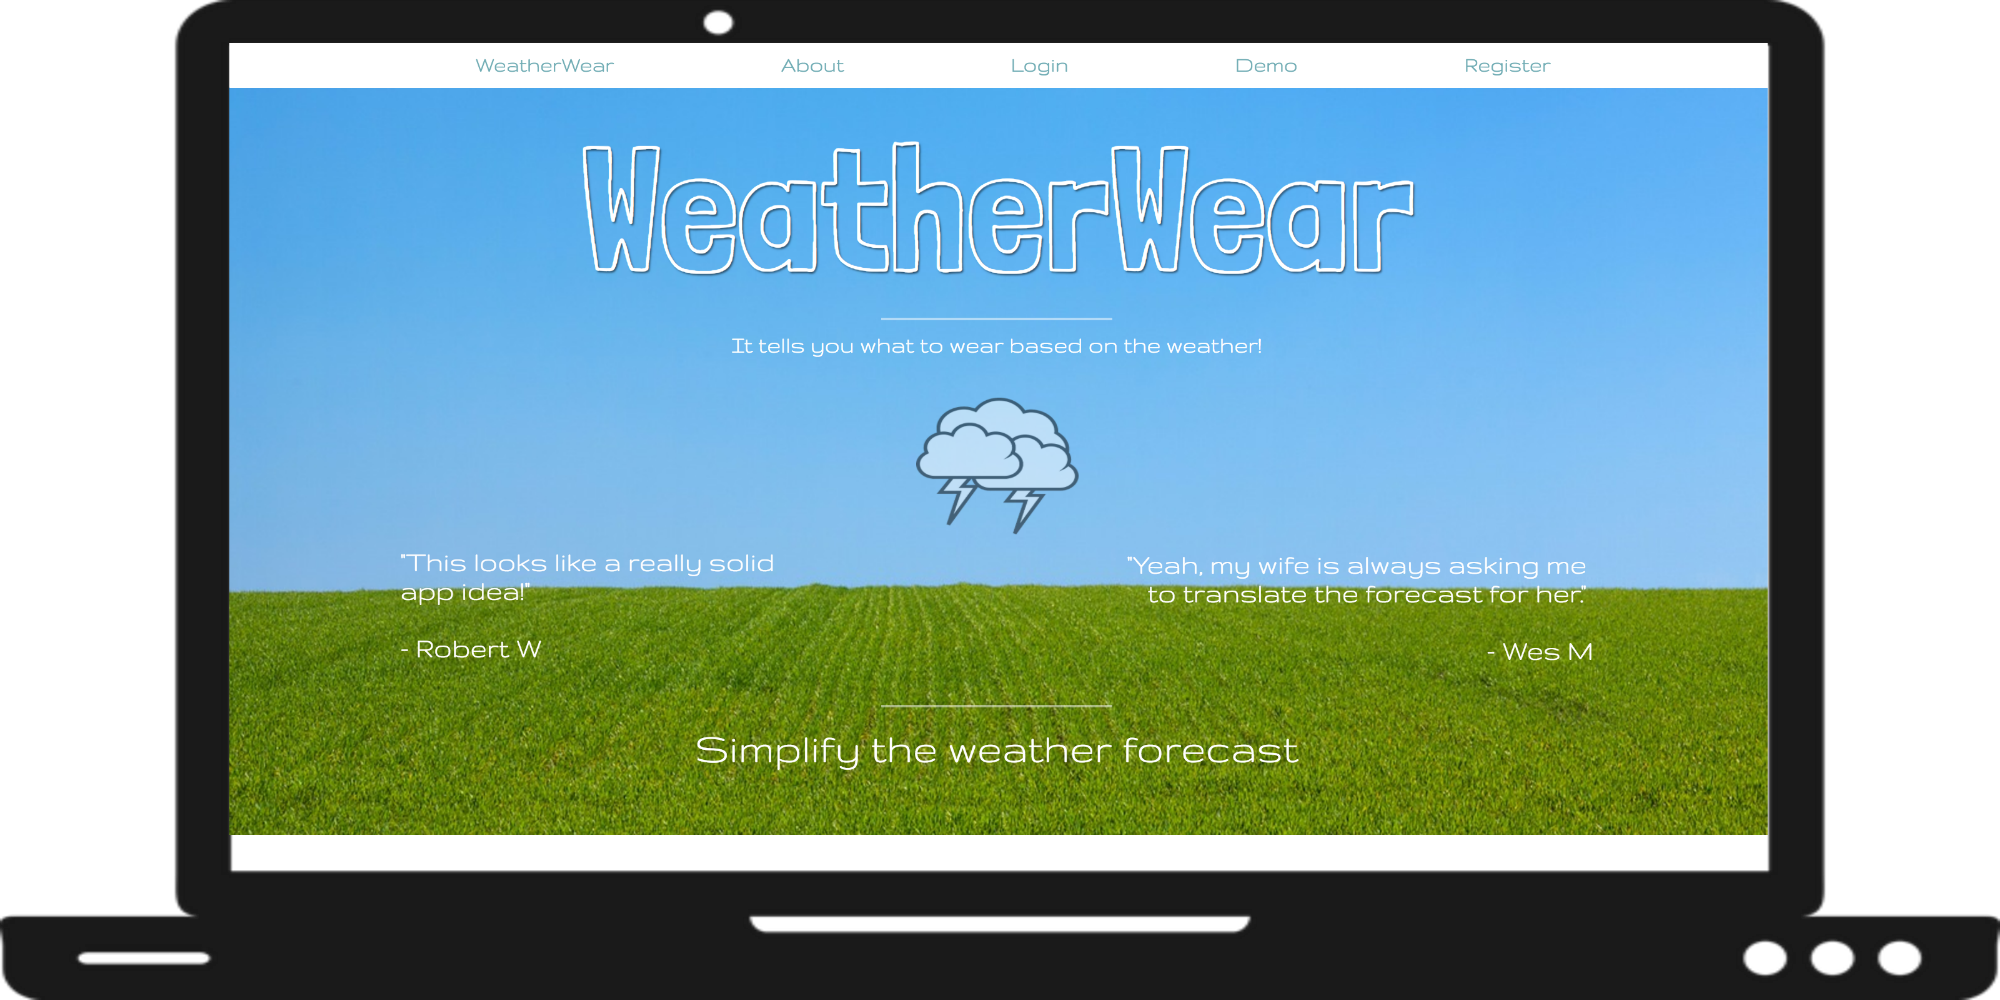 WeatherWear About Login Demo Register
WeatherWear
It tells you what to wear based on the weather!
"This looks like a really solid
app idea!"
- Robert W
"Yeah, my wife is always asking me
to translate the forecast for her."
- Wes M
Simplify the weather forecast